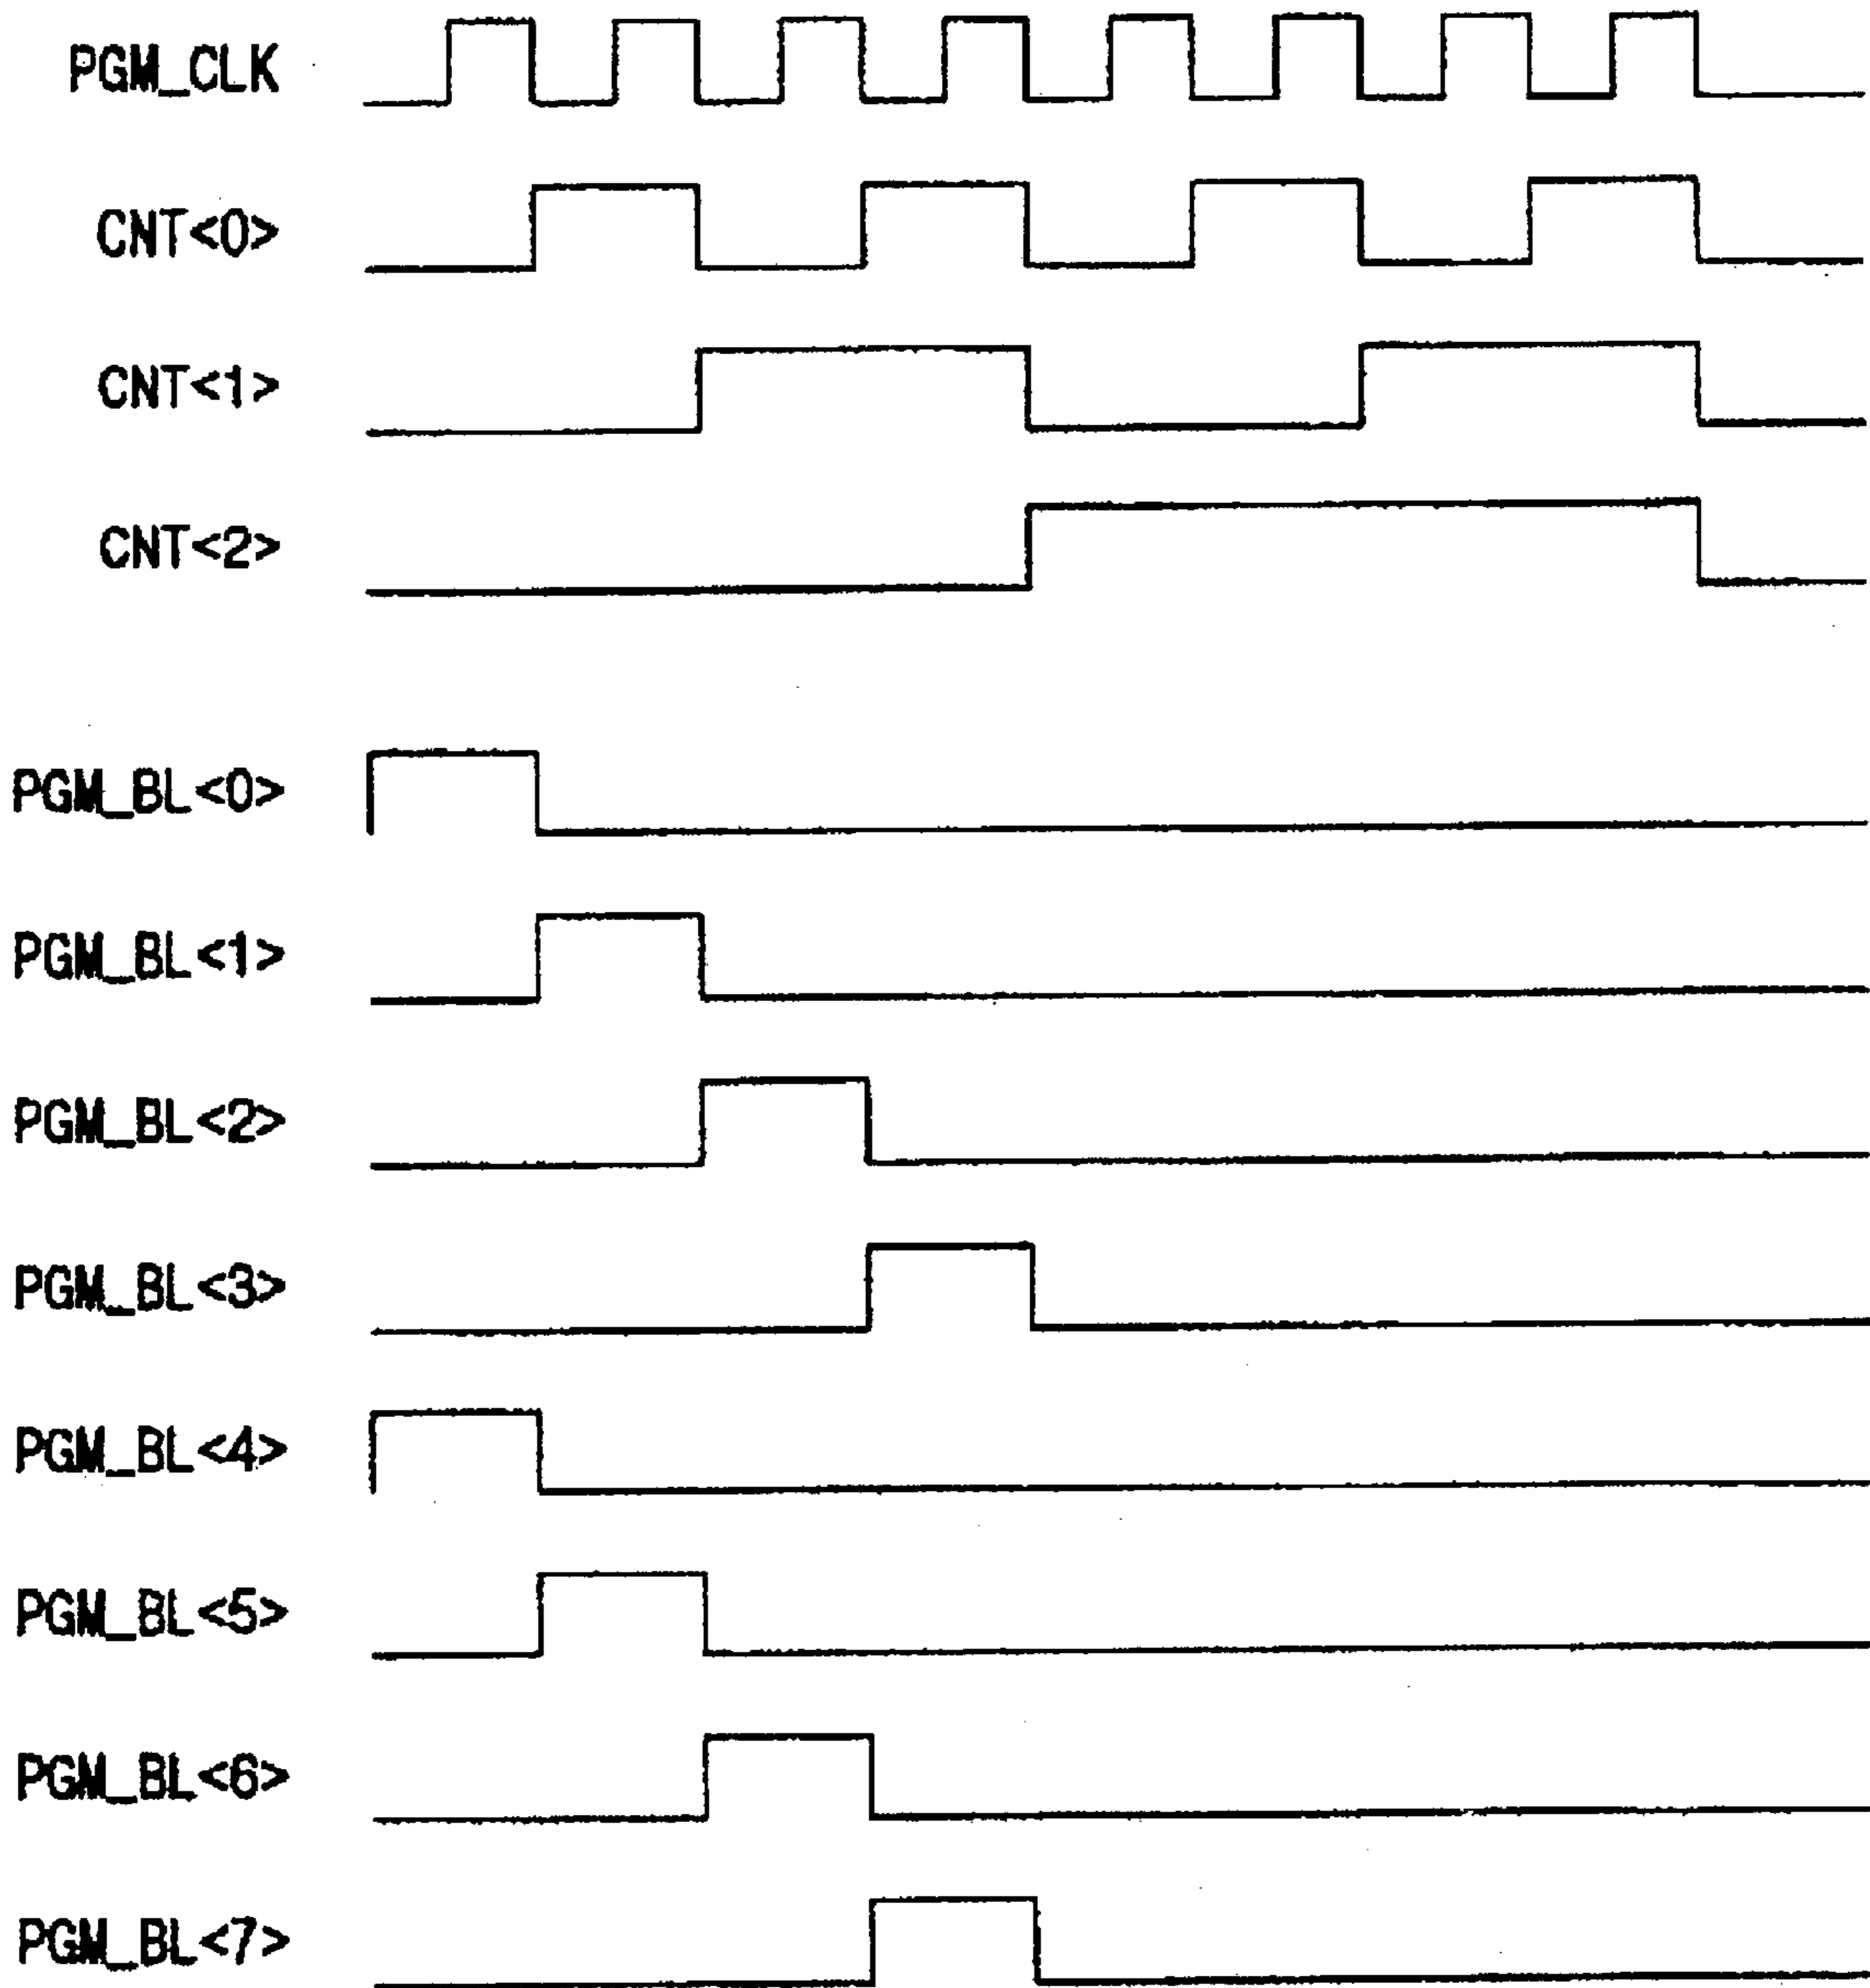 PGM_CLK
CNT<0>
CNT<1>
CNT<2>
PGM_BL<0>
PGM_BL<1>
PGM_BL<2>
PGM_BL<3>
PGM_BL<4>
PGM_BL<5>
PGM_BL<6>
PGM_BL<7>